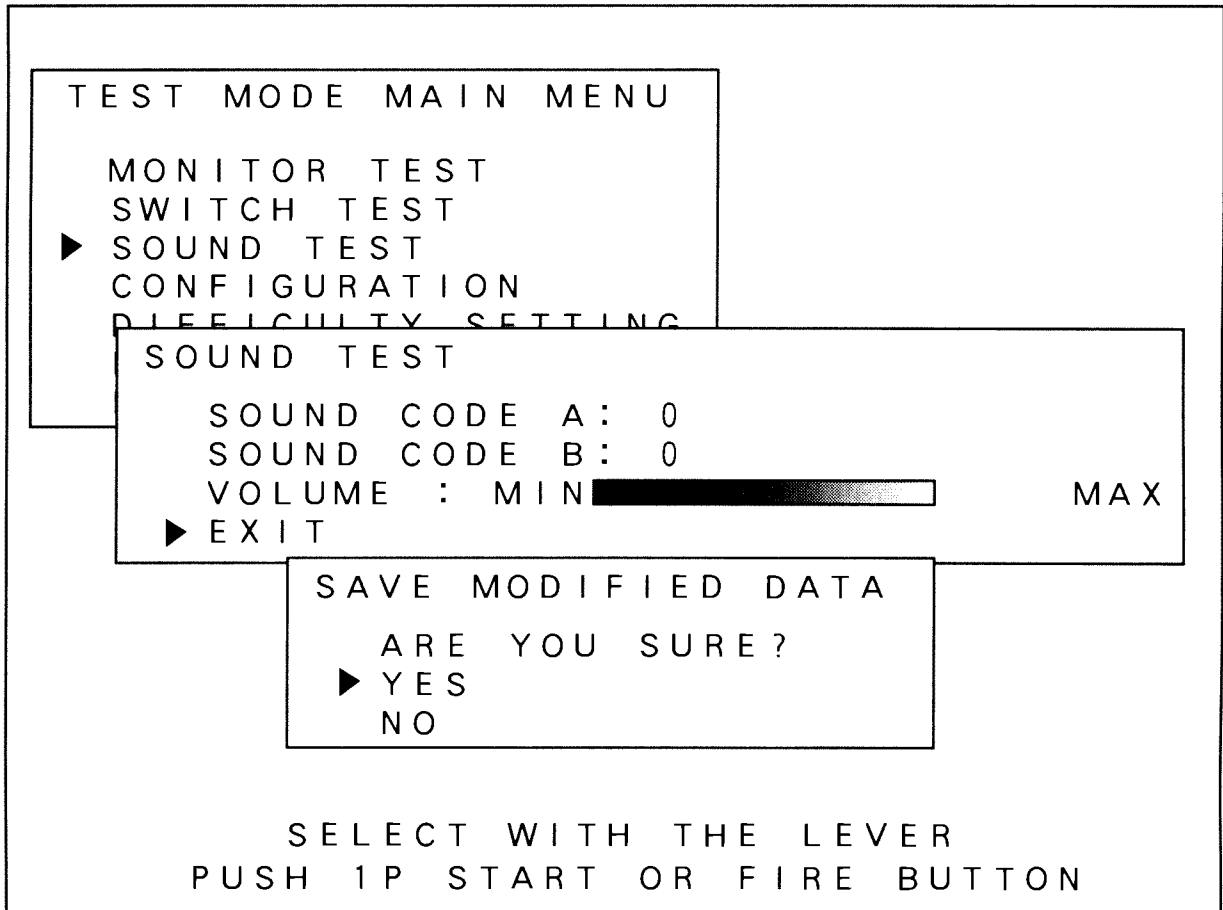 TEST MODE MAIN MENU
MONITOR TEST
SWITCH TEST
▶ SOUND TEST
CONFIGURATION
DIFFICULTY SETTING
SOUND TEST
SOUND CODE A: 0
SOUND CODE B: 0
VOLUME : MIN MAX
▶ EXIT
SAVE MODIFIED DATA
ARE YOU SURE?
▶ YES
NO
SELECT WITH THE LEVER
PUSH 1P START OR FIRE BUTTON